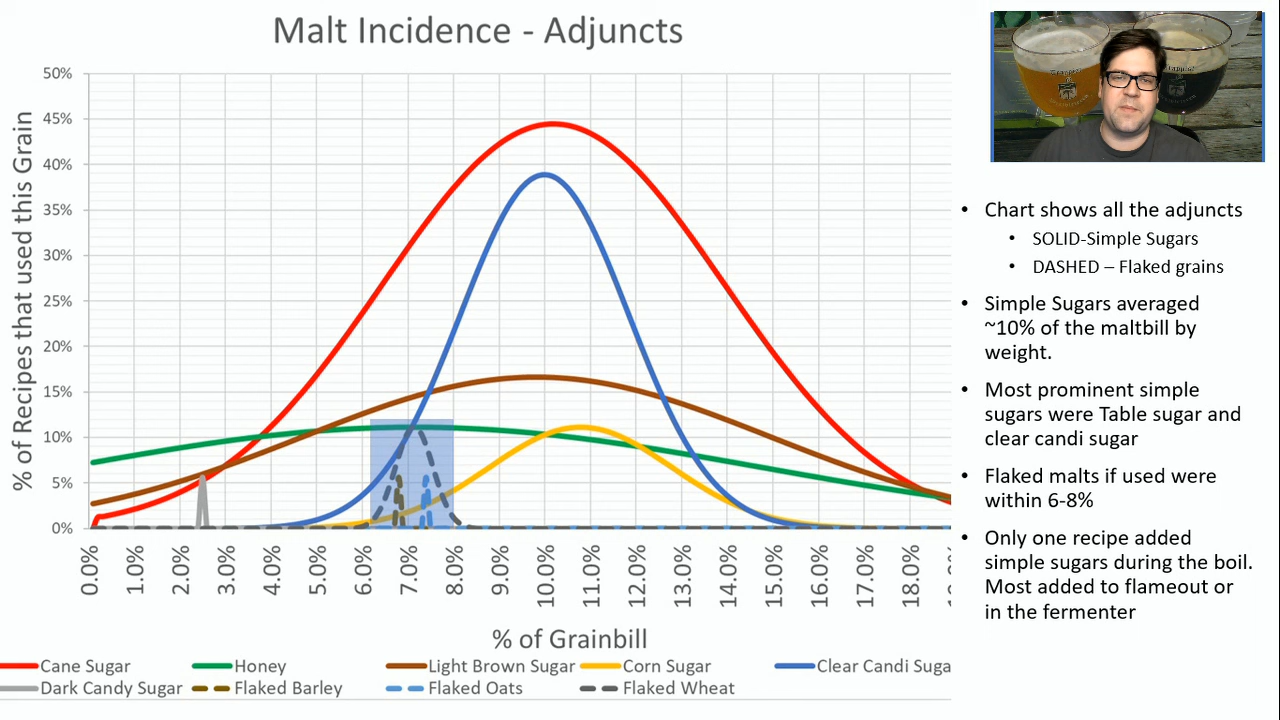 Malt Incidence - Adjuncts
% of Recipes that used this Grain
50%
45%
40%
35%
30%
25%
20%
15%
10%
5%
0%
0.0%
1.0%
2.0%
3.0%
4.0%
5.0%
6.0%
7.0%
8.0%
9.0%
10.0%
11.0%
12.0%
13.0%
14.0%
15.0%
16.0%
17.0%
18.0%
% of Grainbill
Cane Sugar Honey Light Brown Sugar Corn Sugar Clear Candi Suga
Dark Candy Sugar Flaked Barley Flaked Oats Flaked Wheat
• Chart shows all the adjuncts
• SOLID-Simple Sugars
• DASHED – Flaked grains
• Simple Sugars averaged
~10% of the maltbill by
weight.
• Most prominent simple
sugars were Table sugar and
clear candi sugar
• Flaked malts if used were
within 6-8%
• Only one recipe added
simple sugars during the boil.
Most added to flameout or
in the fermenter